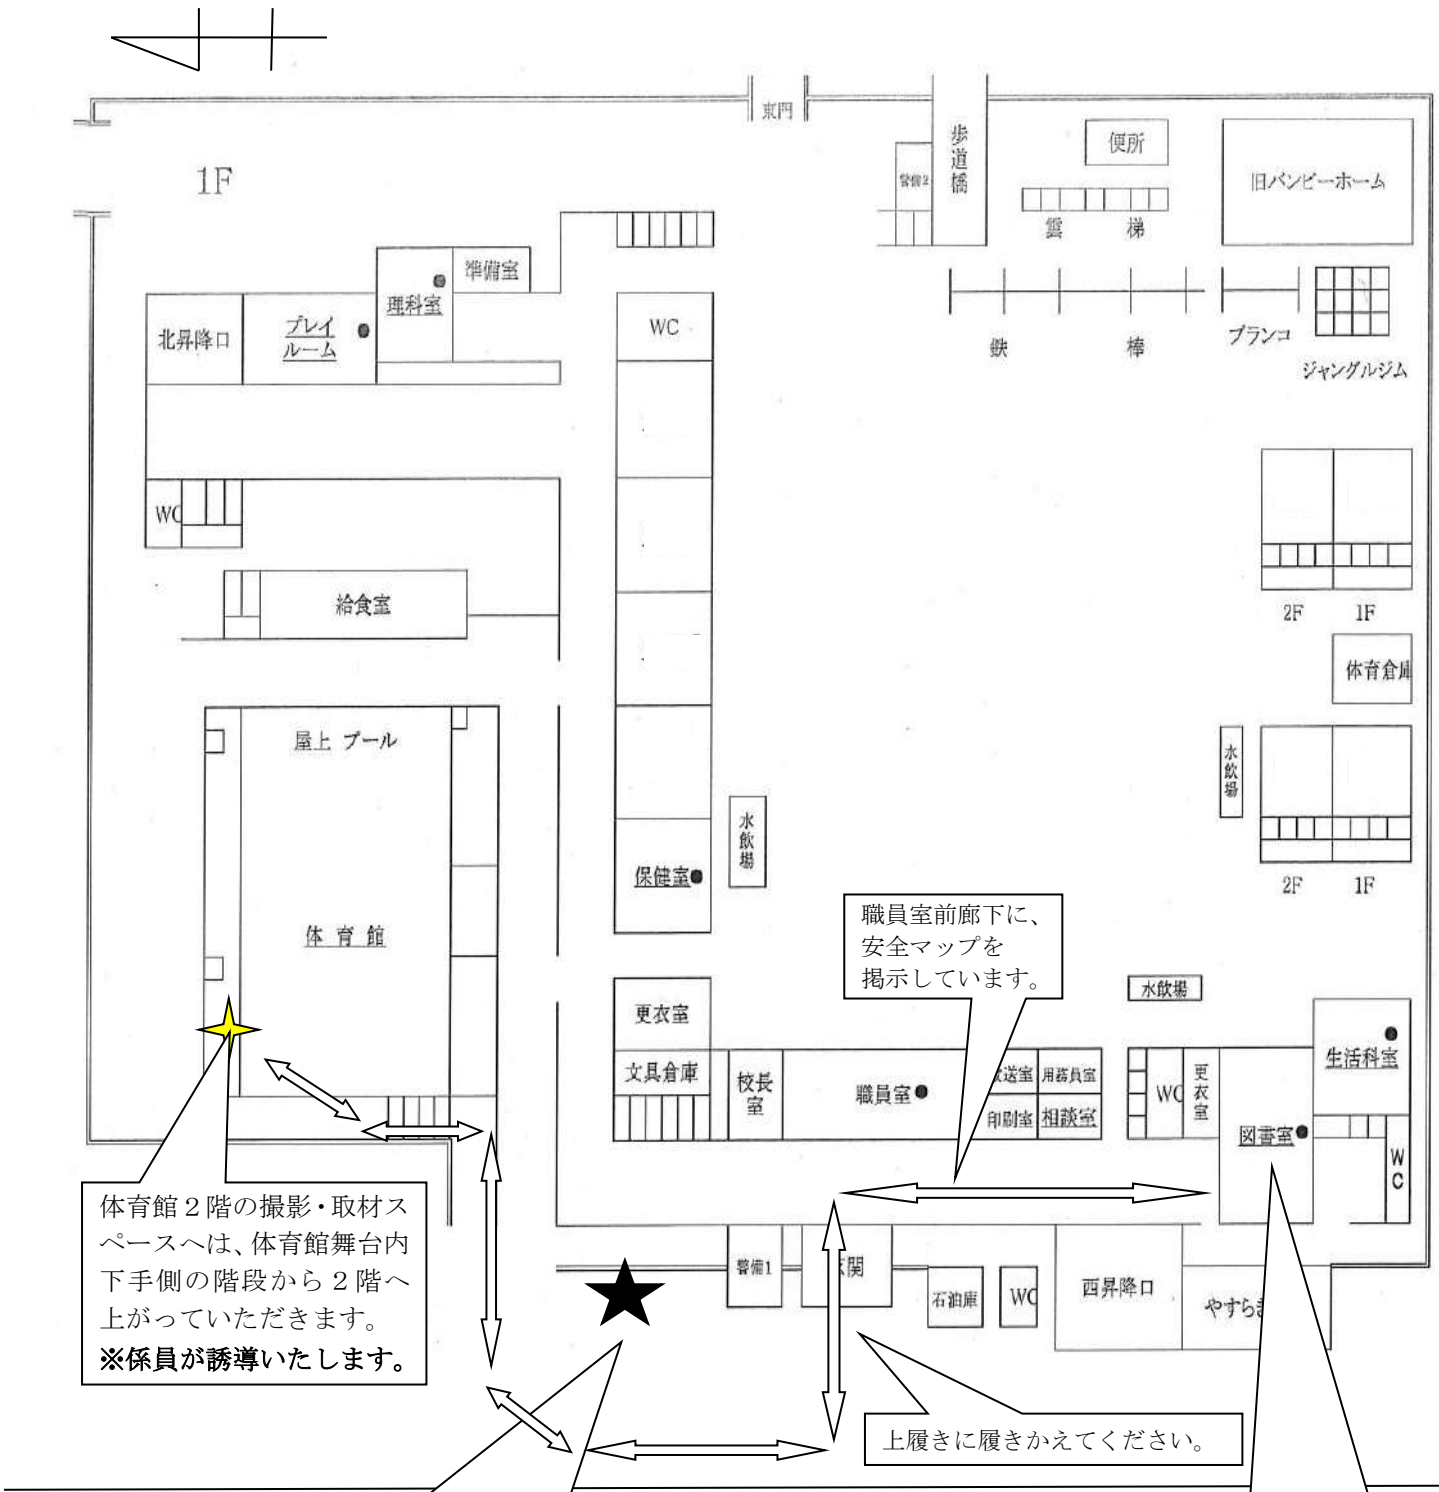 東門
1F
歩道橋
便所
旧バンビーホーム
警備2
雲 梯
準備室
理科室
北昇降口
プレイ
ルーム
WC
鉄 棒
ブランコ
ジャングルジム
WC
給食室
2F 1F
体育倉庫
屋上 プール
水飲場
水飲場
保健室
2F 1F
体 育 館
職員室前廊下に、
安全マップを
掲示しています。
水飲場
更衣室
生活科室
文具倉庫
校長室
職員室
送室
用務員室
印刷室
相談室
WC
更衣室
図書室
WC
体育館2階の撮影・取材ス
ペースへは、体育館舞台内
下手側の階段から2階へ
上がっていただきます。
※係員が誘導いたします。
警備1
関
石油庫
WC
西昇降口
やすら
上履きに履きかえてください。